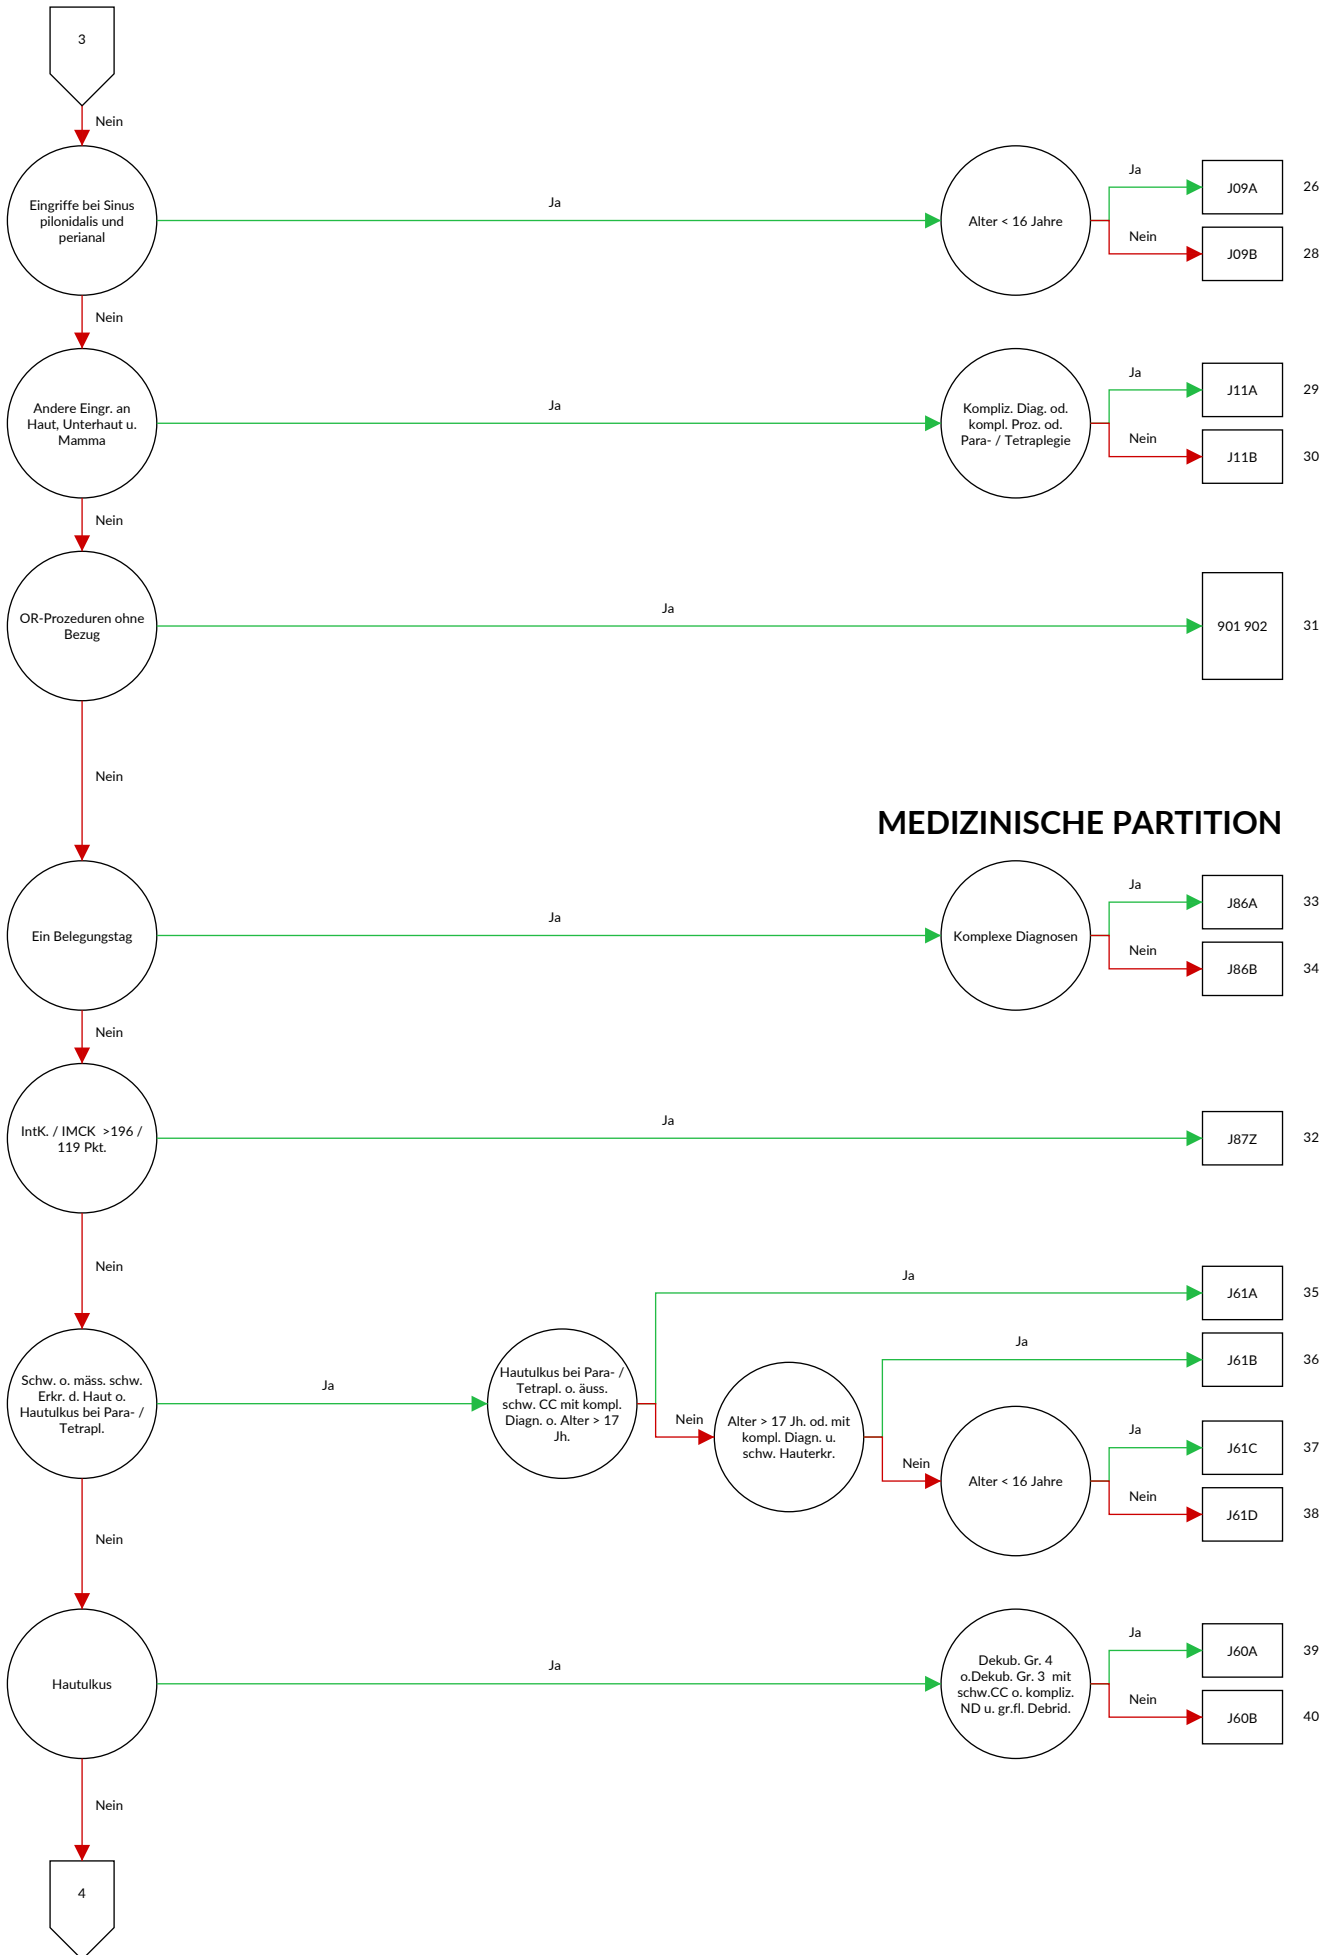 3
Nein
Eingriffe bei Sinus
pilonidalis und
perianal
Ja
Alter < 16 Jahre
Ja
J09A
26
Nein
J09B
28
Nein
Andere Eingr. an
Haut, Unterhaut u.
Mamma
Ja
Kompliz. Diag. od.
kompl. Proz. od.
Para- / Tetraplegie
Ja
J11A
29
Nein
J11B
30
Nein
OR-Prozeduren ohne
Bezug
Ja
901 902
31
Nein
MEDIZINISCHE PARTITION
Ein Belegungstag
Ja
Komplexe Diagnosen
Ja
J86A
33
Nein
J86B
34
Nein
IntK. / IMCK >196 /
119 Pkt.
Ja
J87Z
32
Nein
Schw. o. mäss. schw.
Erkr. d. Haut o.
Hautulkus bei Para- /
Tetrapl.
Ja
Hautulkus bei Para- /
Tetrapl. o. äuss.
schw. CC mit kompl.
Diagn. o. Alter > 17
Jh.
Ja
J61A
35
Nein
Alter > 17 Jh. od. mit
kompl. Diagn. u.
schw. Hauterkr.
Ja
J61B
36
Nein
Alter < 16 Jahre
Ja
J61C
37
Nein
J61D
38
Nein
Hautulkus
Ja
Dekub. Gr. 4
o.Dekub. Gr. 3 mit
schw.CC o. kompliz.
ND u. gr.fl. Debrid.
Ja
J60A
39
Nein
J60B
40
Nein
4